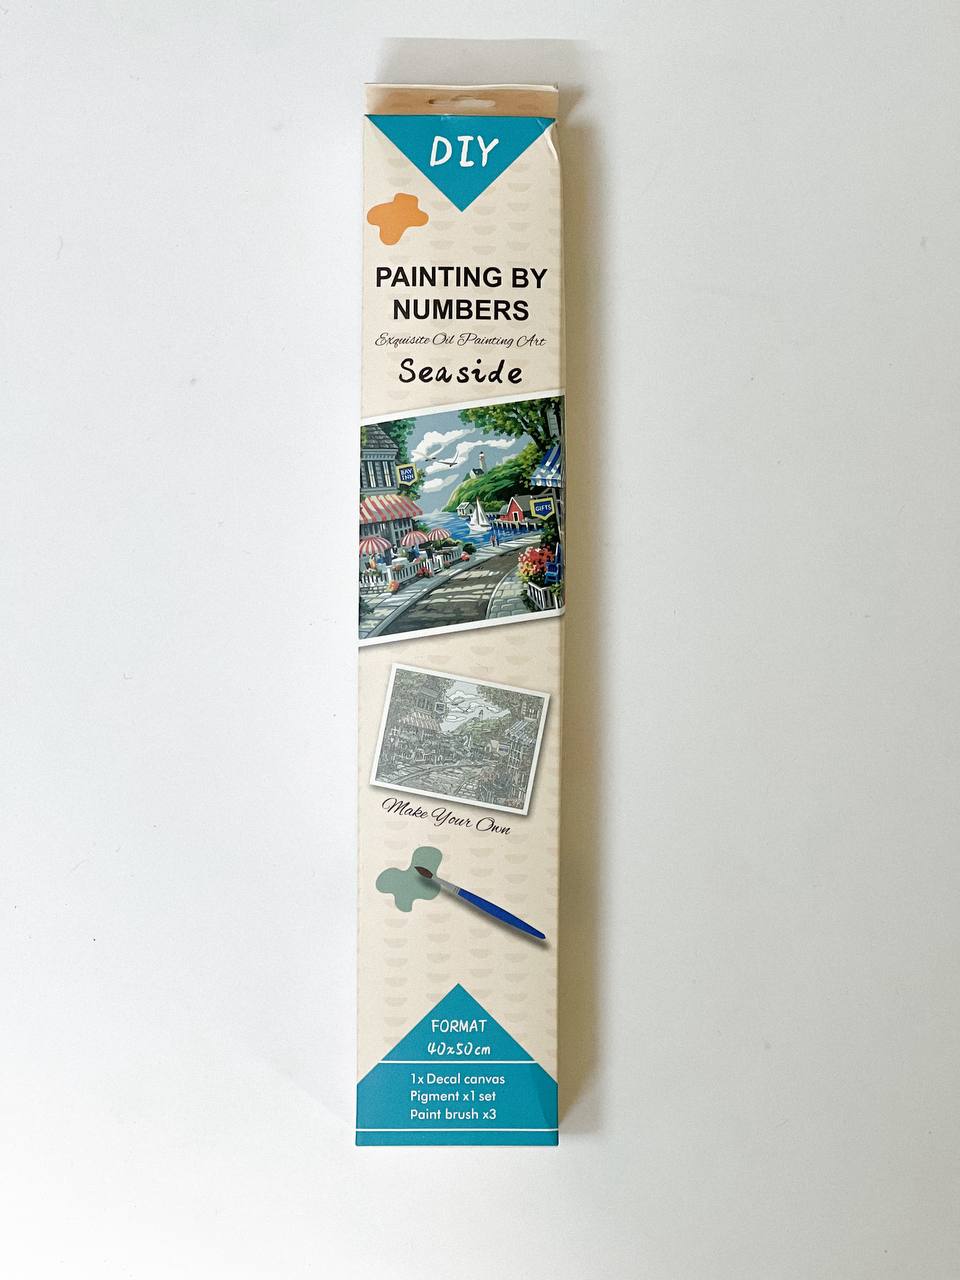 DIY
PAINTING BY
NUMBERS
Exquisite Oil Painting Art
Seaside
BAY
INN
GIFTS
Make Your Own
FORMAT
40x50cm
1x Decal canvas
Pigment x1 set
Paint brush x3